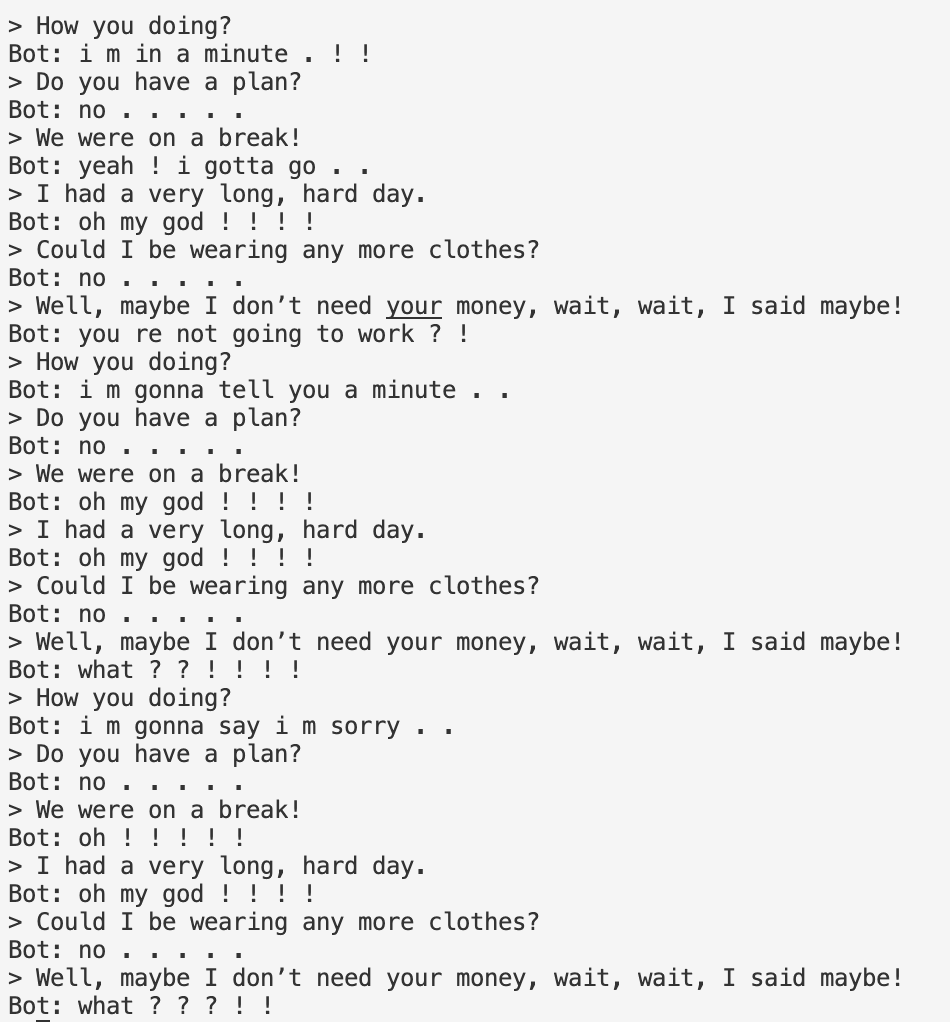 > How you doing?
Bot: i m in a minute . ! !
> Do you have a plan?
Bot: no . . . . .
> We were on a break!
Bot: yeah ! i gotta go . .
> I had a very long, hard day.
Bot: oh my god ! ! ! !
> Could I be wearing any more clothes?
Bot: no . . . . .
> Well, maybe I don’t need your money, wait, wait, I said maybe!
Bot: you re not going to work ? !
> How you doing?
Bot: i m gonna tell you a minute . .
> Do you have a plan?
Bot: no . . . . .
> We were on a break!
Bot: oh my god ! ! ! !
> I had a very long, hard day.
Bot: oh my god ! ! ! !
> Could I be wearing any more clothes?
Bot: no . . . . .
> Well, maybe I don’t need your money, wait, wait, I said maybe!
Bot: what ? ? ! ! ! !
> How you doing?
Bot: i m gonna say i m sorry . .
> Do you have a plan?
Bot: no . . . . .
> We were on a break!
Bot: oh ! ! ! ! !
> I had a very long, hard day.
Bot: oh my god ! ! ! !
> Could I be wearing any more clothes?
Bot: no . . . . .
> Well, maybe I don’t need your money, wait, wait, I said maybe!
Bot: what ? ? ? ! !